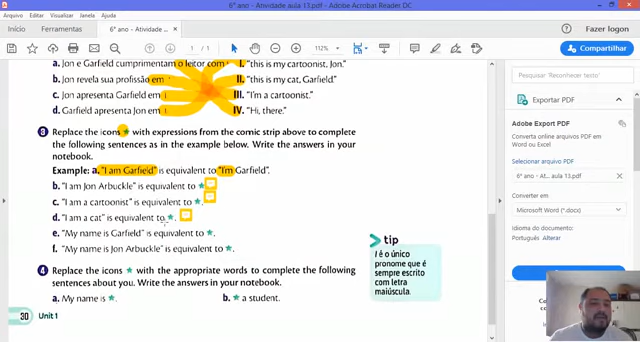 6º ano - Atividade aula 13.pdf - Adobe Acrobat Reader DC
Arquivo Editar Visualizar Janela Ajuda
Início Ferramentas 6º ano - Atividade a... × Fazer logon
1 / 1 112% Compartilhar
a. Jon e Garfield cumprimentam o leitor com
b. Jon revela sua profissão em
c. Jon apresenta Garfield em
d. Garfield apresenta Jon em
I. "this is my cartoonist, Jon."
II. "this is my cat, Garfield."
III. "I'm a cartoonist."
IV. "Hi, there."
3 Replace the icons ★ with expressions from the comic strip above to complete
the following sentences as in the example below. Write the answers in your
notebook.
Example: a. "I am Garfield" is equivalent to "I'm Garfield".
b. "I am Jon Arbuckle" is equivalent to ★.
c. "I am a cartoonist" is equivalent to ★.
d. "I am a cat" is equivalent to ★.
e. "My name is Garfield" is equivalent to ★.
f. "My name is Jon Arbuckle" is equivalent to ★.
tip
I é o único
pronome que é
sempre escrito
com letra
maiúscula.
4 Replace the icons ★ with the appropriate words to complete the following
sentences about you. Write the answers in your notebook.
a. My name is ★.
b. ★ a student.
30 Unit 1
Pesquisar 'Reconhecer texto'
Exportar PDF
Adobe Export PDF
Converta online arquivos PDF em
Word ou Excel
Selecionar arquivo PDF
6º ano - At... aula 13.pdf ×
Converter em
Microsoft Word (*.docx)
Idioma do documento:
Português Alterar